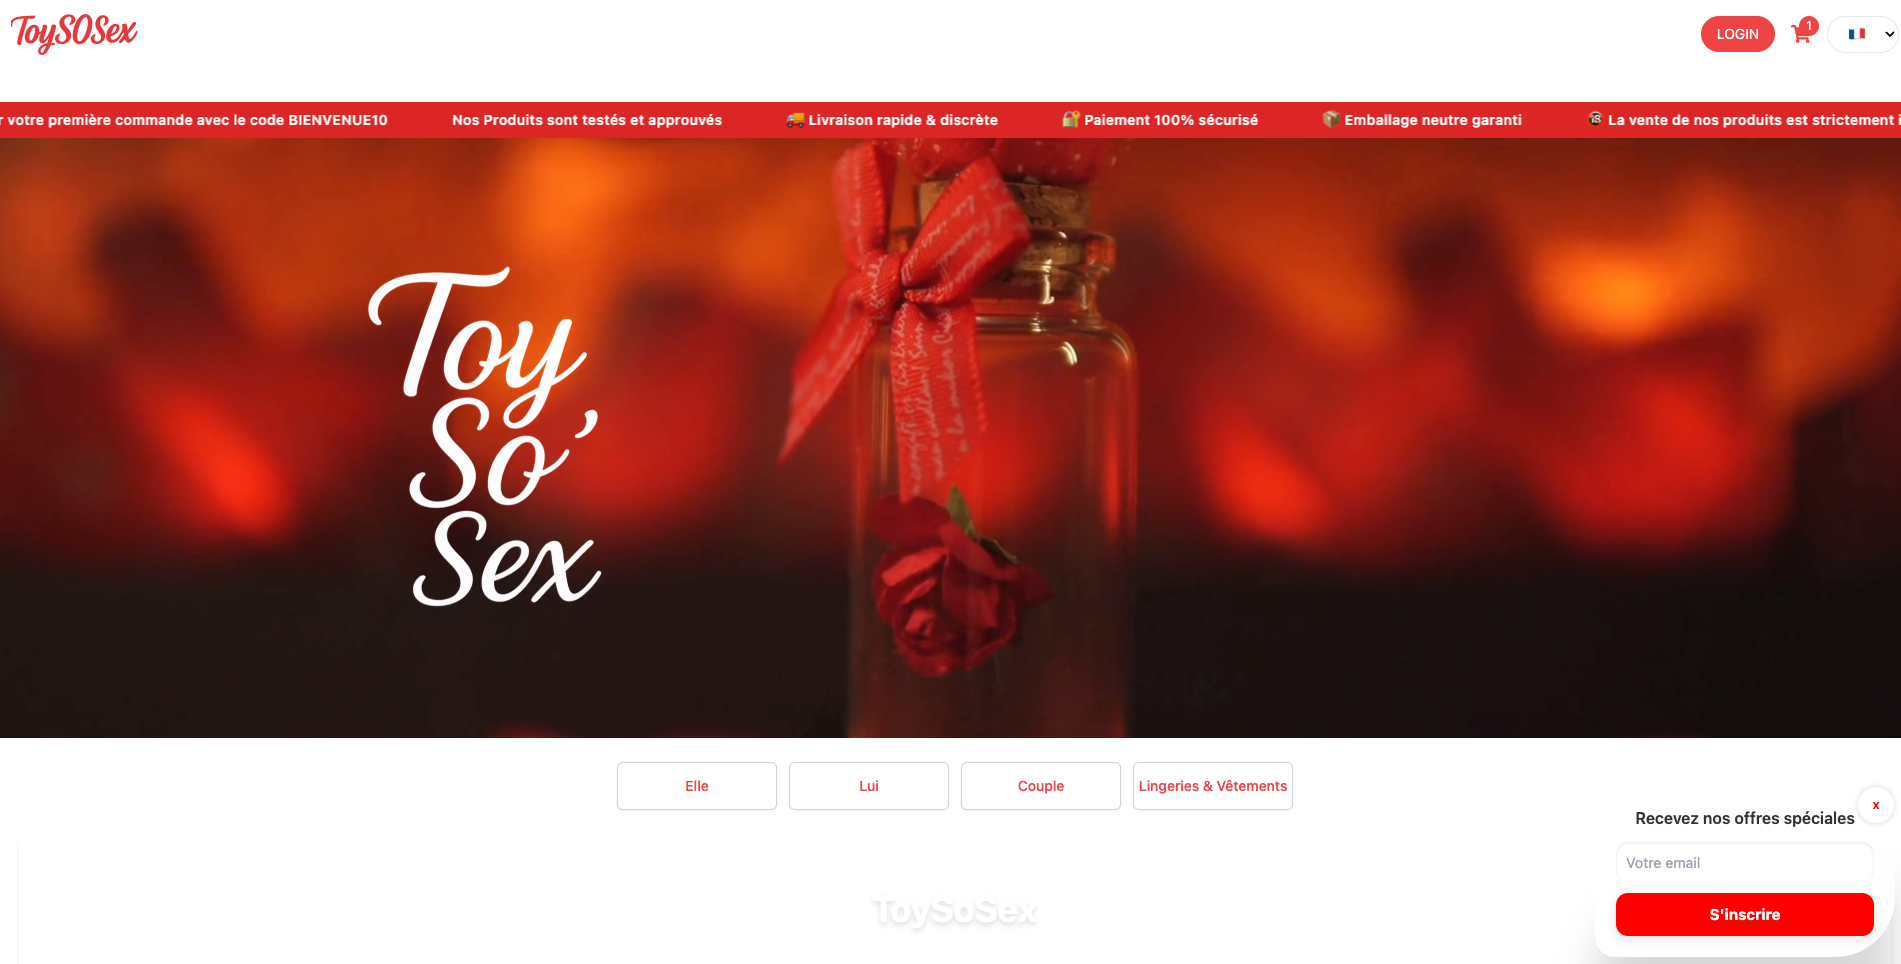 ToySOSex
LOGIN
1
r votre première commande avec le code BIENVENUE10
Nos Produits sont testés et approuvés
🚚 Livraison rapide & discrète
🔐 Paiement 100% sécurisé
📦 Emballage neutre garanti
🔞 La vente de nos produits est strictement i
Toy
So'
Sex
Elle
Lui
Couple
Lingeries & Vêtements
x
Recevez nos offres spéciales
Votre email
S'inscrire
ToySoSex